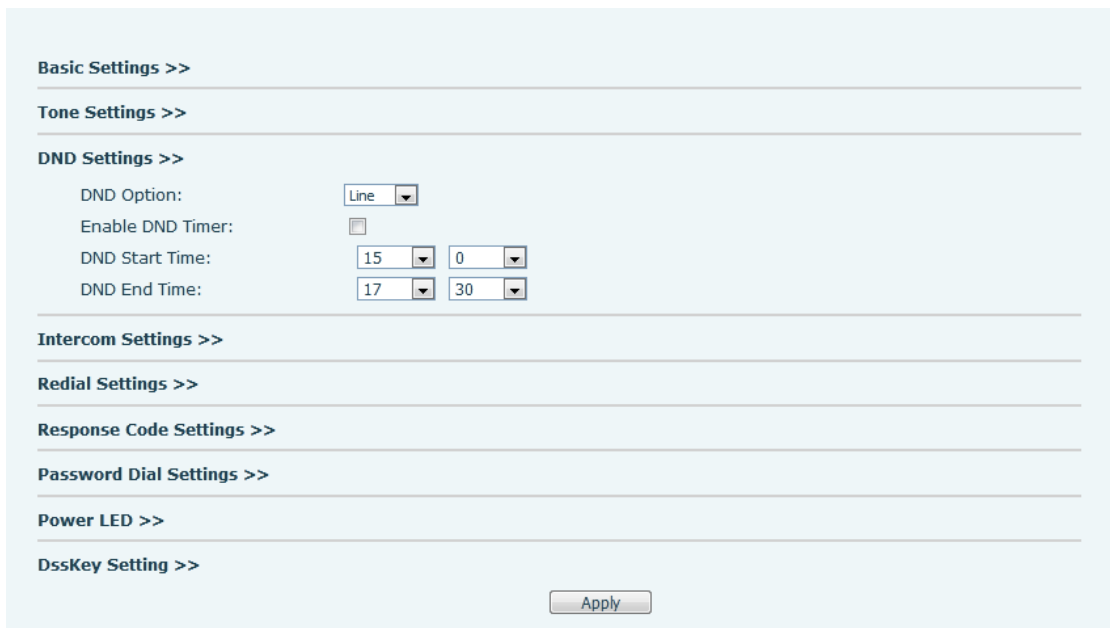 Basic Settings >>
Tone Settings >>
DND Settings >>
DND Option: Line
Enable DND Timer:
DND Start Time: 15 0
DND End Time: 17 30
Intercom Settings >>
Redial Settings >>
Response Code Settings >>
Password Dial Settings >>
Power LED >>
DssKey Setting >>
Apply